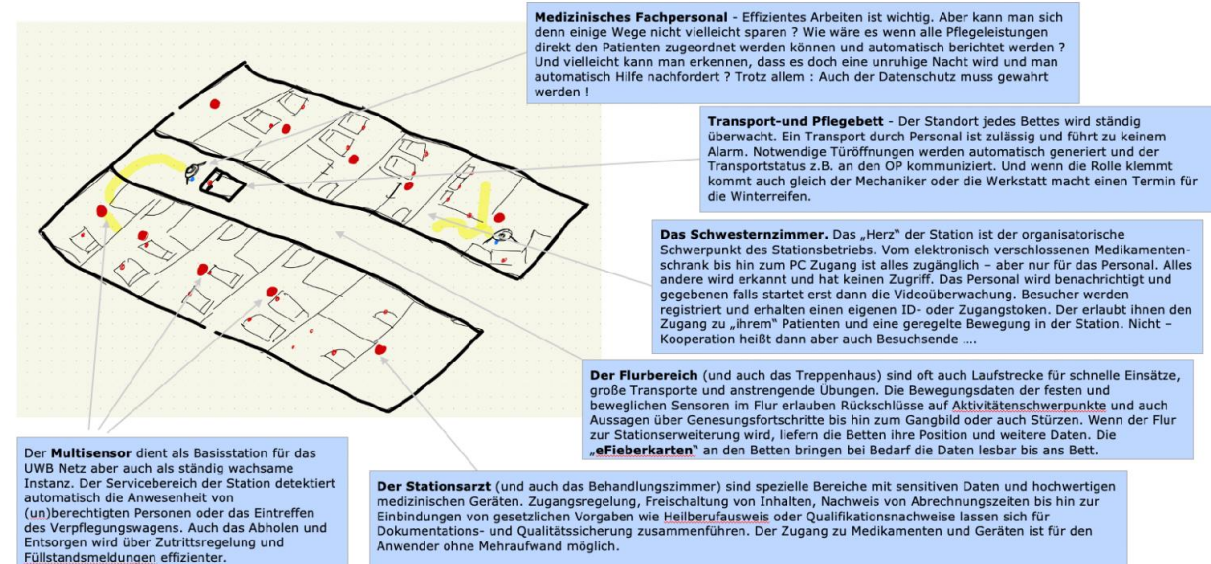 Medizinisches Fachpersonal - Effizientes Arbeiten ist wichtig. Aber kann man sich
denn einige Wege nicht vielleicht sparen ? Wie wäre es wenn alle Pflegeleistungen
direkt den Patienten zugeordnet werden können und automatisch berichtet werden ?
Und vielleicht kann man erkennen, dass es doch eine unruhige Nacht wird und man
automatisch Hilfe nachfordert ? Trotz allem : Auch der Datenschutz muss gewahrt
werden !
Transport-und Pflegebett - Der Standort jedes Bettes wird ständig
überwacht. Ein Transport durch Personal ist zulässig und führt zu keinem
Alarm. Notwendige Türöffnungen werden automatisch generiert und der
Transportstatus z.B. an den OP kommuniziert. Und wenn die Rolle klemmt
kommt auch gleich der Mechaniker oder die Werkstatt macht einen Termin für
die Winterreifen.
Das Schwesternzimmer. Das „Herz“ der Station ist der organisatorische
Schwerpunkt des Stationsbetriebs. Vom elektronisch verschlossenen Medikamenten-
schrank bis hin zum PC Zugang ist alles zugänglich – aber nur für das Personal. Alles
andere wird erkannt und hat keinen Zugriff. Das Personal wird benachrichtigt und
gegebenen falls startet erst dann die Videoüberwachung. Besucher werden
registriert und erhalten einen eigenen ID- oder Zugangstoken. Der erlaubt ihnen den
Zugang zu „ihrem“ Patienten und eine geregelte Bewegung in der Station. Nicht –
Kooperation heißt dann aber auch Besuchsende ....
Der Flurbereich (und auch das Treppenhaus) sind oft auch Laufstrecke für schnelle Einsätze,
große Transporte und anstrengende Übungen. Die Bewegungsdaten der festen und
beweglichen Sensoren im Flur erlauben Rückschlüsse auf Aktivitätenschwerpunkte und auch
Aussagen über Genesungsfortschritte bis hin zum Gangbild oder auch Stürzen. Wenn der Flur
zur Stationserweiterung wird, liefern die Betten ihre Position und weitere Daten. Die
„eFieberkarten“ an den Betten bringen bei Bedarf die Daten lesbar bis ans Bett.
Der Multisensor dient als Basisstation für das
UWB Netz aber auch als ständig wachsame
Instanz. Der Servicebereich der Station detektiert
automatisch die Anwesenheit von
(un)berechtigten Personen oder das Eintreffen
des Verpflegungswagens. Auch das Abholen und
Entsorgen wird über Zutrittsregelung und
Füllstandsmeldungen effizienter.
Der Stationsarzt (und auch das Behandlungszimmer) sind spezielle Bereiche mit sensitiven Daten und hochwertigen
medizinischen Geräten. Zugangsregelung, Freischaltung von Inhalten, Nachweis von Abrechnungszeiten bis hin zur
Einbindungen von gesetzlichen Vorgaben wie Heilberufausweis oder Qualifikationsnachweise lassen sich für
Dokumentations- und Qualitätssicherung zusammenführen. Der Zugang zu Medikamenten und Geräten ist für den
Anwender ohne Mehraufwand möglich.